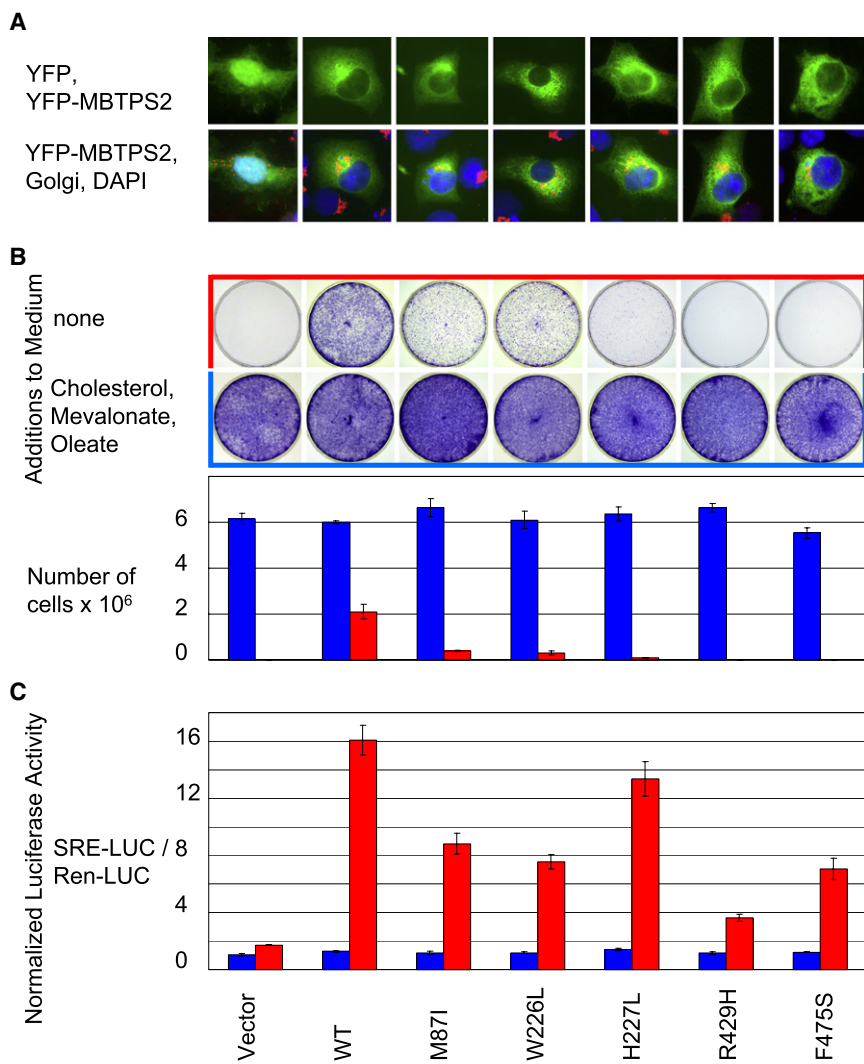 A
YFP,
YFP-MBTPS2
YFP-MBTPS2,
Golgi, DAPI
B
Additions to Medium
none
Cholesterol,
Mevalonate,
Oleate
Number of
cells x 10⁶
6
4
2
0
C
Normalized Luciferase Activity
SRE-LUC /
Ren-LUC
16
12
8
4
0
Vector
WT
M87I
W226L
H227L
R429H
F475S